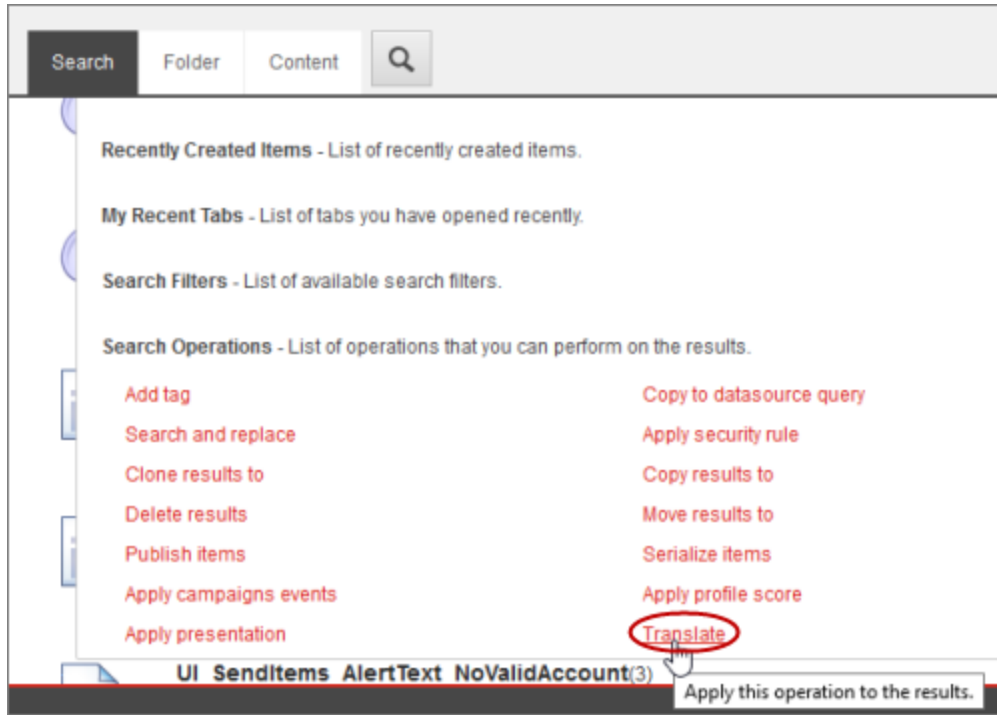 Search Folder Content
Recently Created Items - List of recently created items.
My Recent Tabs - List of tabs you have opened recently.
Search Filters - List of available search filters.
Search Operations - List of operations that you can perform on the results.
Add tag Copy to datasource query
Search and replace Apply security rule
Clone results to Copy results to
Delete results Move results to
Publish items Serialize items
Apply campaigns events Apply profile score
Apply presentation Translate
UI_SendItems_AlertText_NoValidAccount(3)
Apply this operation to the results.